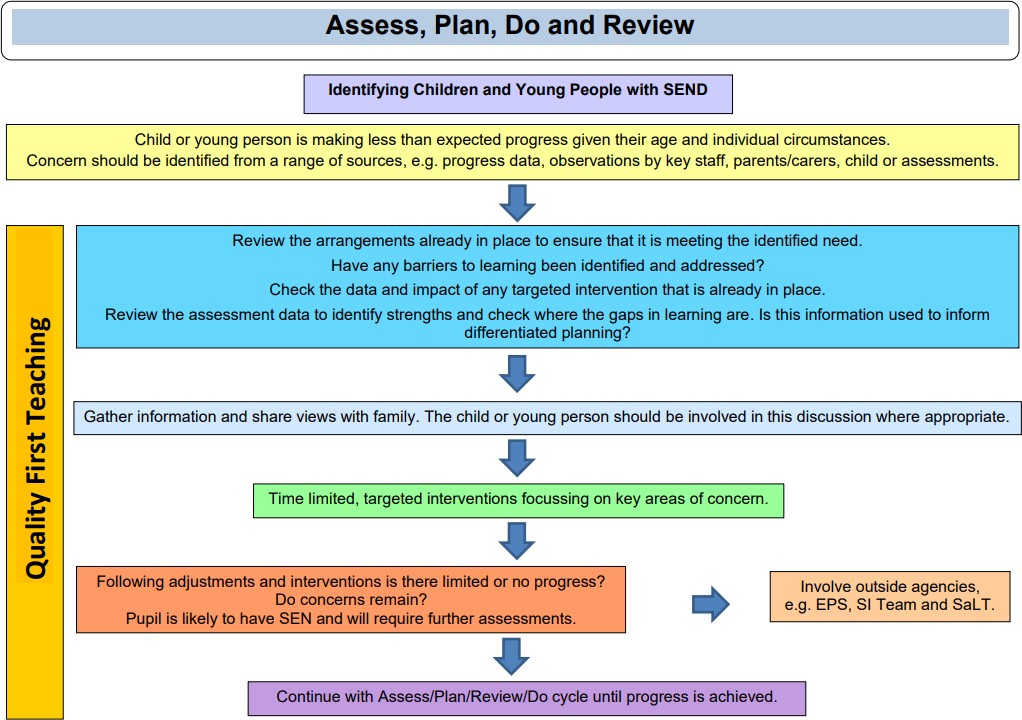 Assess, Plan, Do and Review
Identifying Children and Young People with SEND
Child or young person is making less than expected progress given their age and individual circumstances.
Concern should be identified from a range of sources, e.g. progress data, observations by key staff, parents/carers, child or assessments.
Quality First Teaching
Review the arrangements already in place to ensure that it is meeting the identified need.
Have any barriers to learning been identified and addressed?
Check the data and impact of any targeted intervention that is already in place.
Review the assessment data to identify strengths and check where the gaps in learning are. Is this information used to inform
differentiated planning?
Gather information and share views with family. The child or young person should be involved in this discussion where appropriate.
Time limited, targeted interventions focussing on key areas of concern.
Following adjustments and interventions is there limited or no progress?
Do concerns remain?
Pupil is likely to have SEN and will require further assessments.
Involve outside agencies,
e.g. EPS, SI Team and SaLT.
Continue with Assess/Plan/Review/Do cycle until progress is achieved.